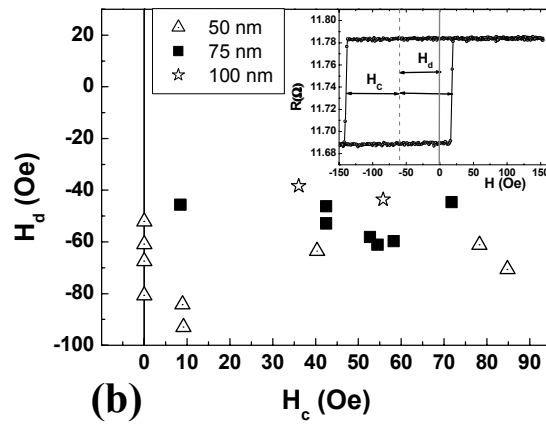 50 nm
75 nm
100 nm
H_d (Oe)
20
0
-20
-40
-60
-80
-100
0 10 20 30 40 50 60 70 80 90
H_c (Oe)
(b)
R(Ω)
11.80
11.78
11.76
11.74
11.72
11.70
11.68
H_d
H_c
-150 -100 -50 0 50 100 150
H (Oe)